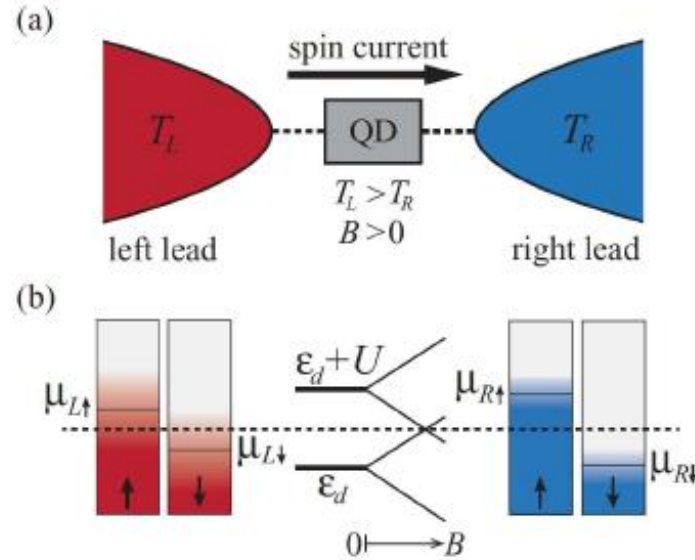 (a)
spin current
T_L
QD
T_R
T_L > T_R
B > 0
left lead
right lead
(b)
ε_d + U
μ_L↑
μ_R↑
μ_L↓
ε_d
μ_R↓
↑
↓
↑
↓
0
B